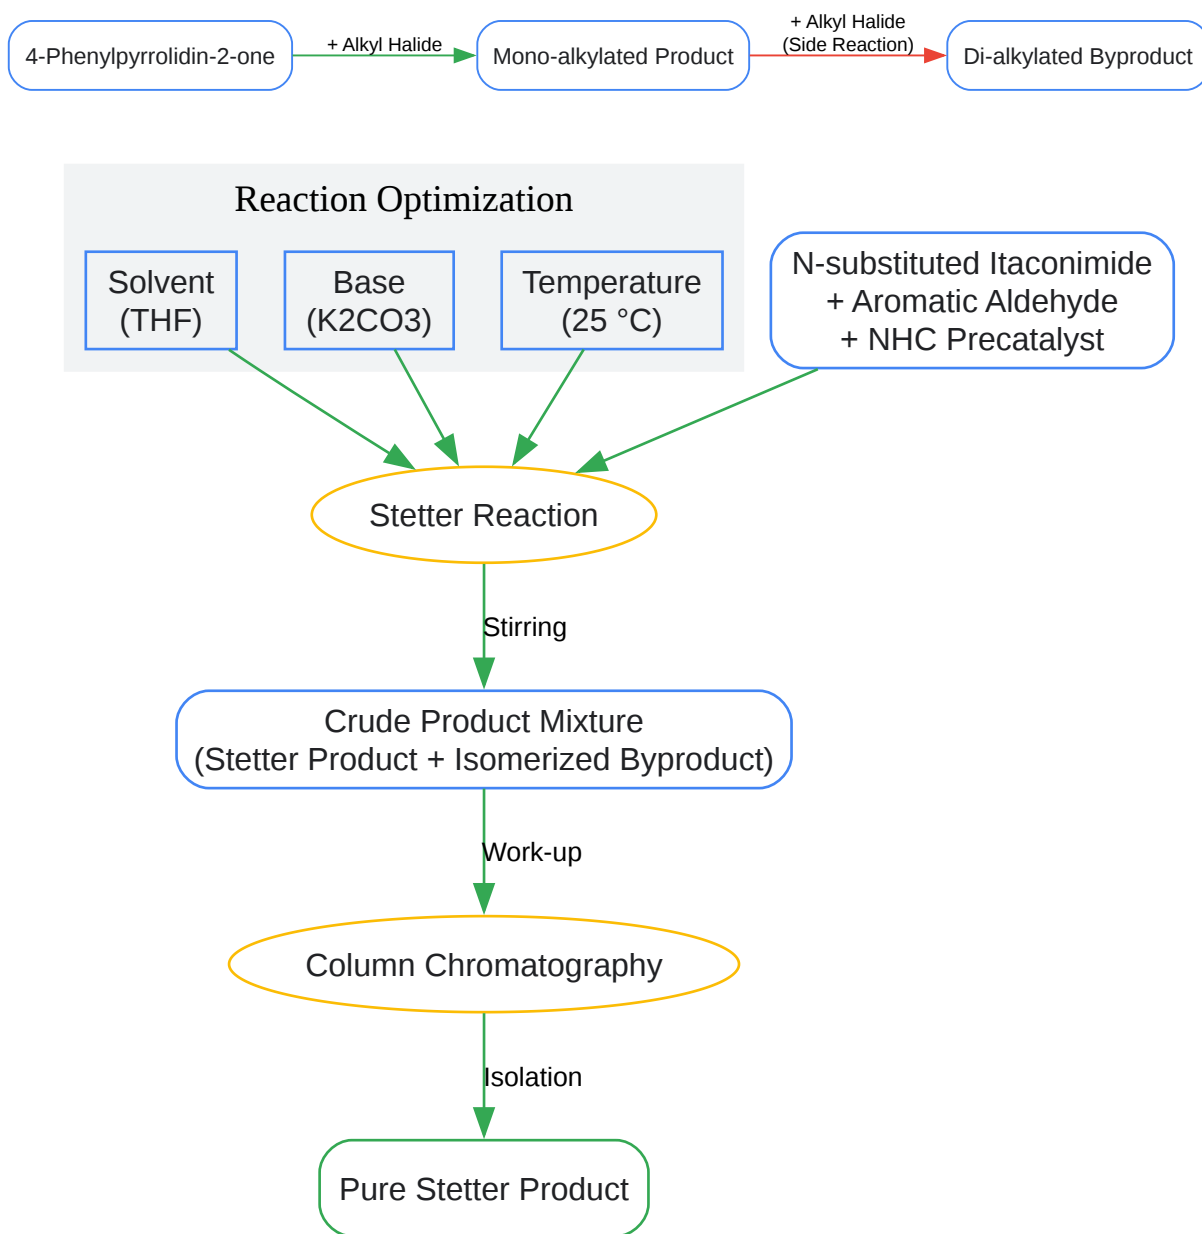 4-Phenylpyrrolidin-2-one
+ Alkyl Halide
Mono-alkylated Product
+ Alkyl Halide
(Side Reaction)
Di-alkylated Byproduct
Reaction Optimization
Solvent
(THF)
Base
(K2CO3)
Temperature
(25 °C)
N-substituted Itaconimide
+ Aromatic Aldehyde
+ NHC Precatalyst
Stetter Reaction
Stirring
Crude Product Mixture
(Stetter Product + Isomerized Byproduct)
Work-up
Column Chromatography
Isolation
Pure Stetter Product